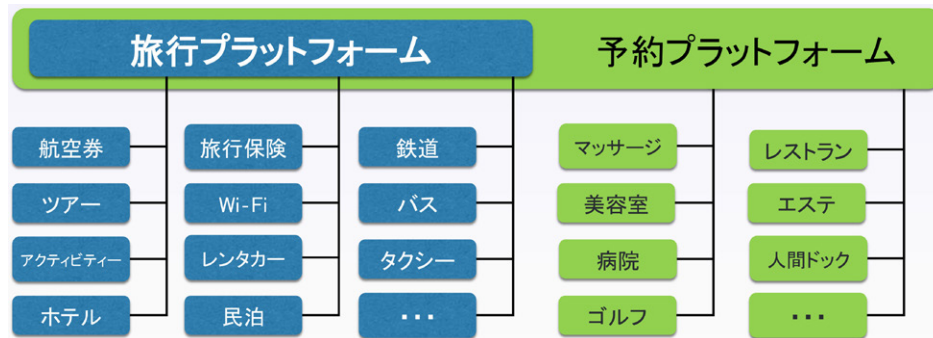 旅行プラットフォーム
予約プラットフォーム
航空券
旅行保険
鉄道
マッサージ
レストラン
ツアー
Wi-Fi
バス
美容室
エステ
アクティビティー
レンタカー
タクシー
病院
人間ドック
ホテル
民泊
・・・
ゴルフ
・・・